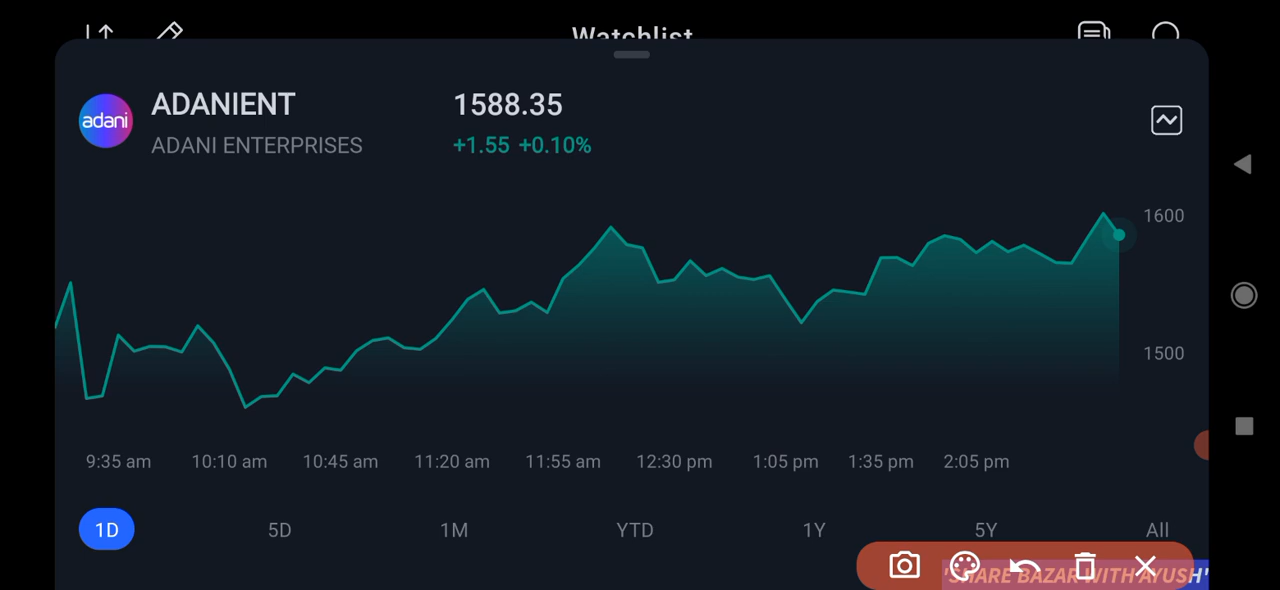 Watchlist
adani
ADANIENT
ADANI ENTERPRISES
1588.35
+1.55 +0.10%
1600
1500
9:35 am 10:10 am 10:45 am 11:20 am 11:55 am 12:30 pm 1:05 pm 1:35 pm 2:05 pm
1D 5D 1M YTD 1Y 5Y All
'SHARE BAZAR WITH AYUSH'